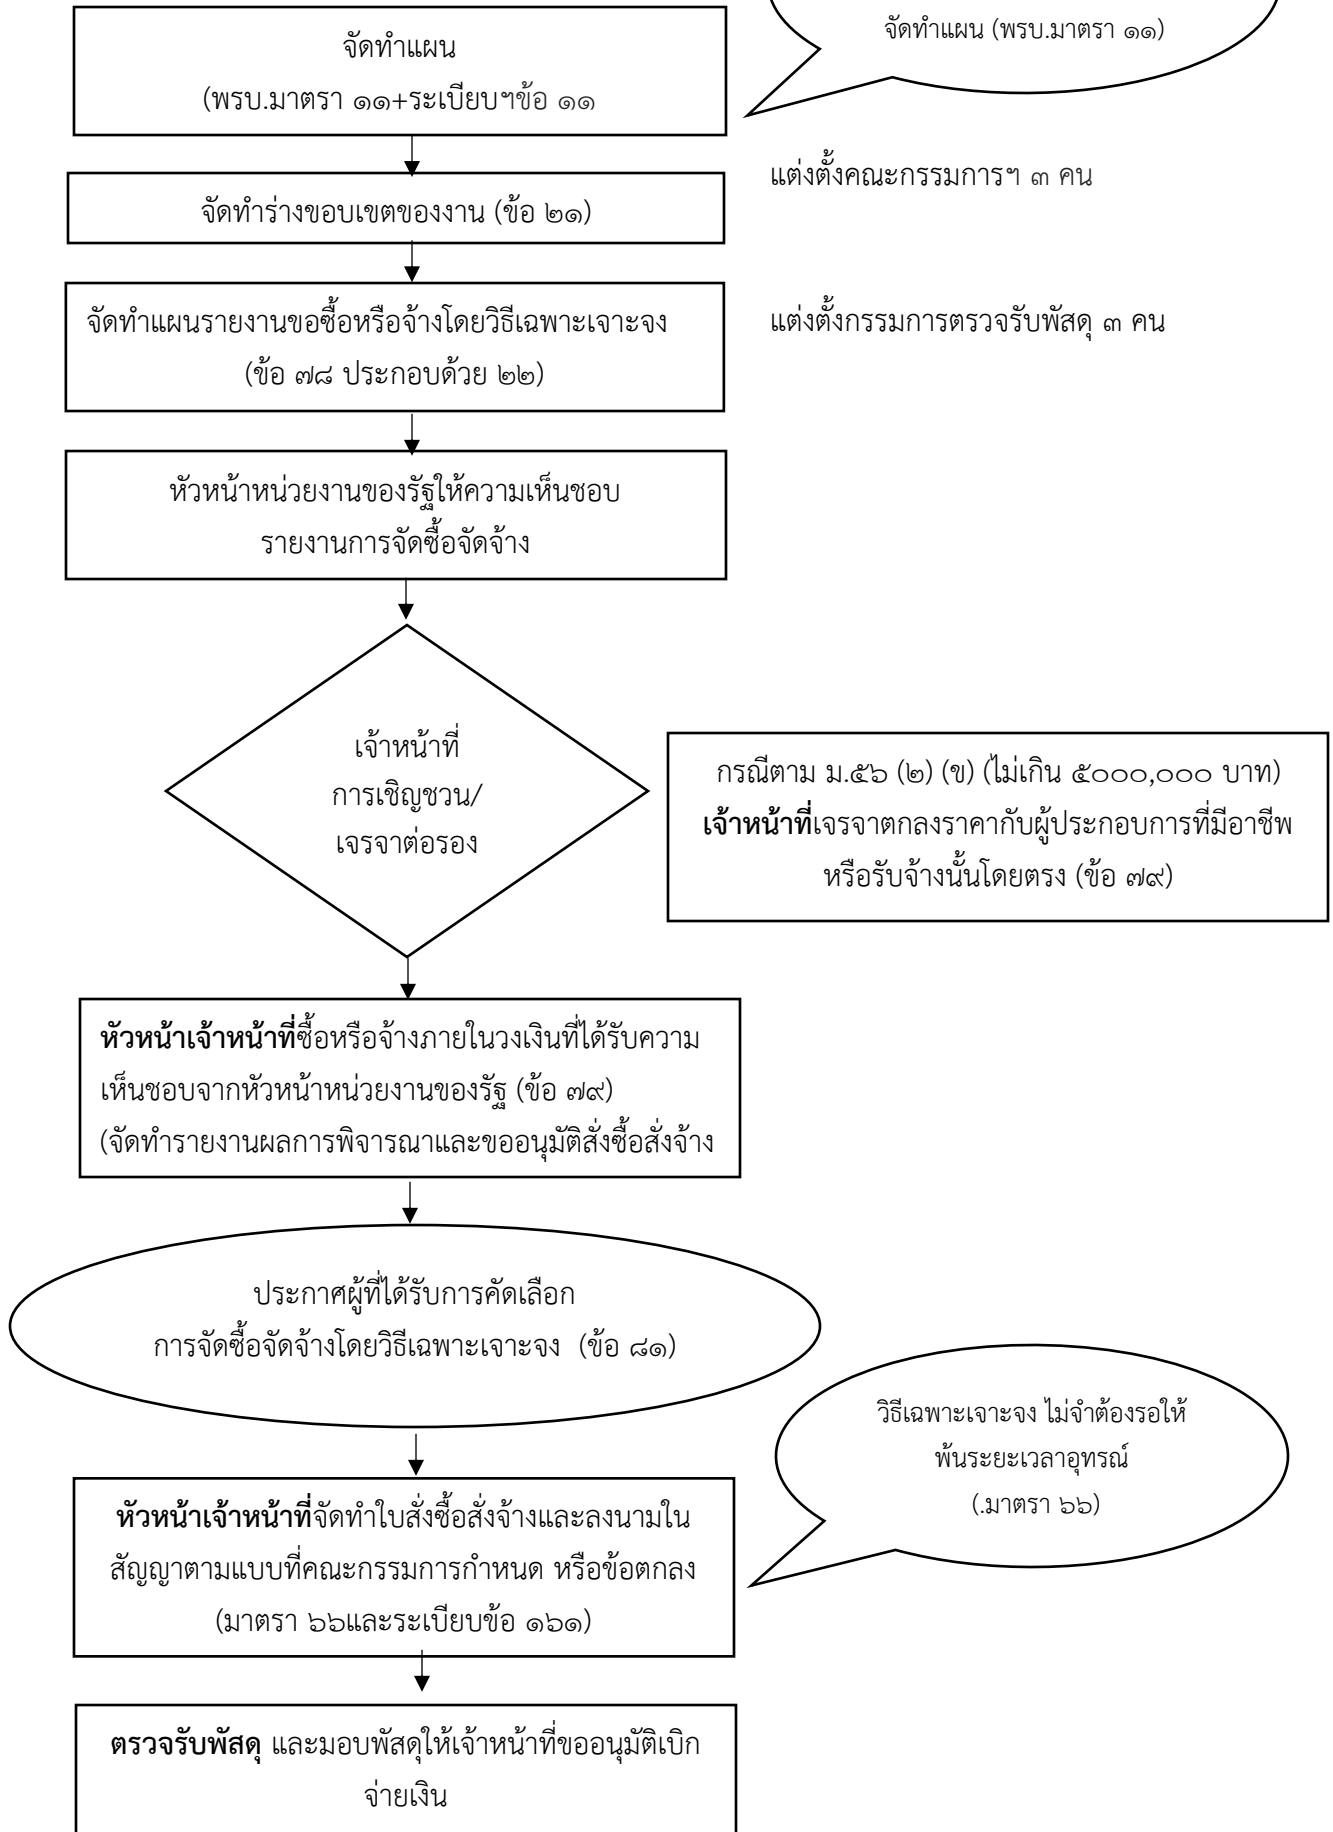 จัดทำแผน (พรบ.มาตรา ๑๑)
จัดทำแผน
(พรบ.มาตรา ๑๑+ระเบียบฯข้อ ๑๑
แต่งตั้งคณะกรรมการฯ ๓ คน
จัดทำร่างขอบเขตของงาน (ข้อ ๒๑)
จัดทำแผนรายงานขอซื้อหรือจ้างโดยวิธีเฉพาะเจาะจง
(ข้อ ๗๘ ประกอบด้วย ๒๒)
แต่งตั้งกรรมการตรวจรับพัสดุ ๓ คน
หัวหน้าหน่วยงานของรัฐให้ความเห็นชอบ
รายงานการจัดซื้อจัดจ้าง
เจ้าหน้าที่
การเชิญชวน/
เจรจาต่อรอง
กรณีตาม ม.๕๖ (๒) (ข) (ไม่เกิน ๕๐๐๐,๐๐๐ บาท)
เจ้าหน้าที่เจรจาตกลงราคากับผู้ประกอบการที่มีอาชีพ
หรือรับจ้างนั้นโดยตรง (ข้อ ๗๙)
หัวหน้าเจ้าหน้าที่ซื้อหรือจ้างภายในวงเงินที่ได้รับความ
เห็นชอบจากหัวหน้าหน่วยงานของรัฐ (ข้อ ๗๙)
(จัดทำรายงานผลการพิจารณาและขออนุมัติสั่งซื้อสั่งจ้าง
ประกาศผู้ที่ได้รับการคัดเลือก
การจัดซื้อจัดจ้างโดยวิธีเฉพาะเจาะจง (ข้อ ๘๑)
วิธีเฉพาะเจาะจง ไม่จำต้องรอให้
พ้นระยะเวลาอุทรณ์
(.มาตรา ๖๖)
หัวหน้าเจ้าหน้าที่จัดทำใบสั่งซื้อสั่งจ้างและลงนามใน
สัญญาตามแบบที่คณะกรรมการกำหนด หรือข้อตกลง
(มาตรา ๖๖และระเบียบข้อ ๑๖๑)
ตรวจรับพัสดุ และมอบพัสดุให้เจ้าหน้าที่ขออนุมัติเบิก
จ่ายเงิน